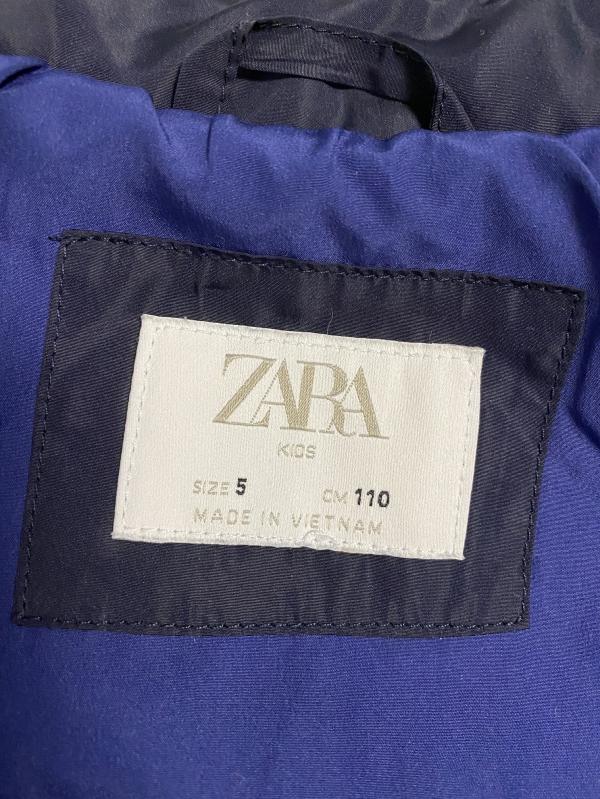 ZARA
KIDS
SIZE 5 CM 110
MADE IN VIETNAM